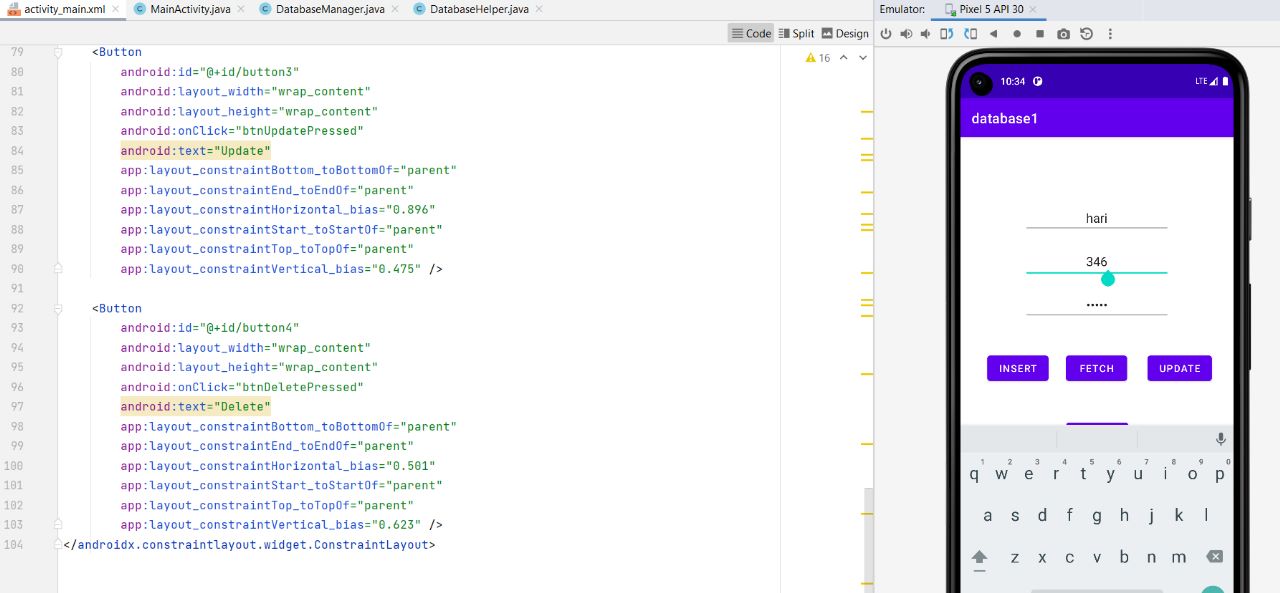 activity_main.xml MainActivity.java DatabaseManager.java DatabaseHelper.java
Emulator: Pixel 5 API 30
Code Split Design
16
79 <Button
80 android:id="@+id/button3"
81 android:layout_width="wrap_content"
82 android:layout_height="wrap_content"
83 android:onClick="btnUpdatePressed"
84 android:text="Update"
85 app:layout_constraintBottom_toBottomOf="parent"
86 app:layout_constraintEnd_toEndOf="parent"
87 app:layout_constraintHorizontal_bias="0.896"
88 app:layout_constraintStart_toStartOf="parent"
89 app:layout_constraintTop_toTopOf="parent"
90 app:layout_constraintVertical_bias="0.475" />
91
92 <Button
93 android:id="@+id/button4"
94 android:layout_width="wrap_content"
95 android:layout_height="wrap_content"
96 android:onClick="btnDeletePressed"
97 android:text="Delete"
98 app:layout_constraintBottom_toBottomOf="parent"
99 app:layout_constraintEnd_toEndOf="parent"
100 app:layout_constraintHorizontal_bias="0.501"
101 app:layout_constraintStart_toStartOf="parent"
102 app:layout_constraintTop_toTopOf="parent"
103 app:layout_constraintVertical_bias="0.623" />
104 </androidx.constraintlayout.widget.ConstraintLayout>
10:34 LTE
database1
hari
346
•••••
INSERT FETCH UPDATE
1 2 3 4 5 6 7 8 9 0
q w e r t y u i o p
a s d f g h j k l
z x c v b n m